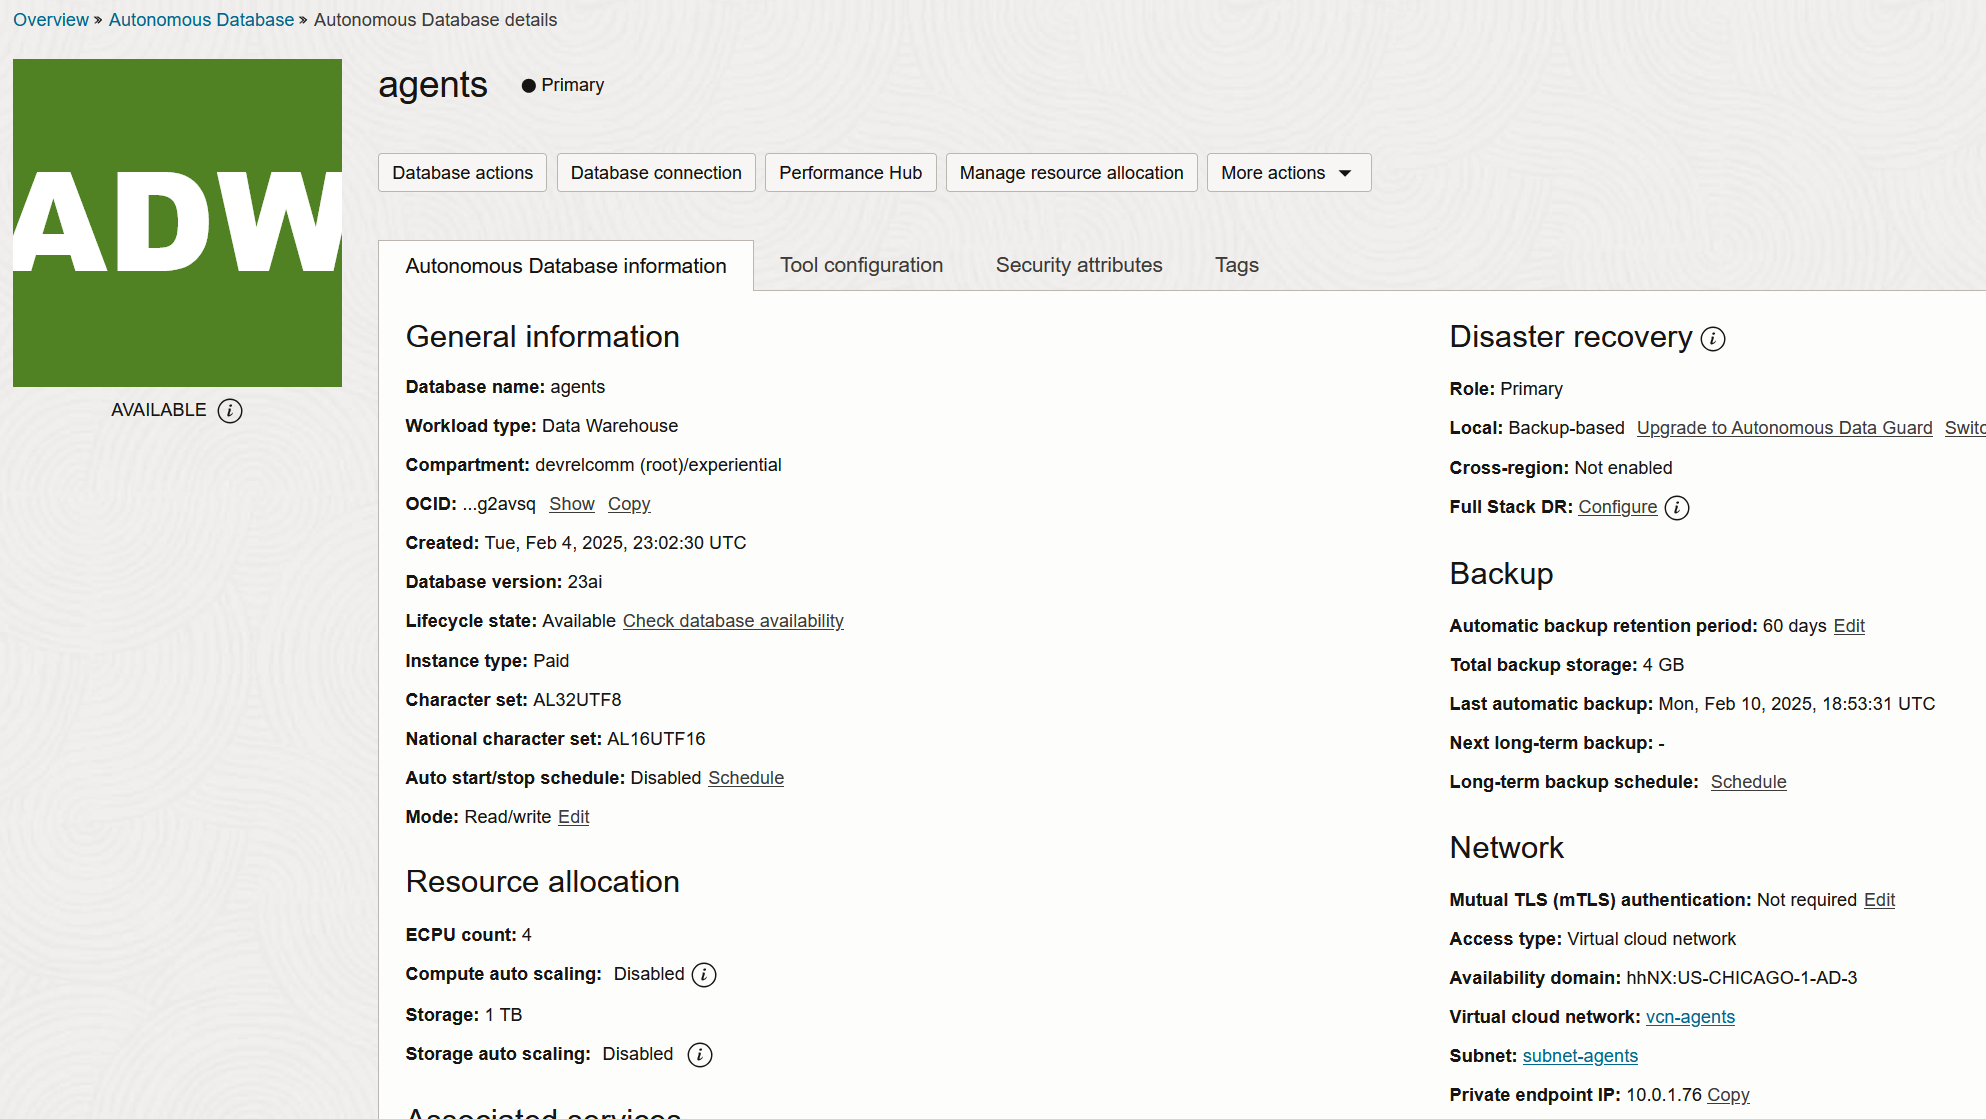 Overview » Autonomous Database » Autonomous Database details
ADW
AVAILABLE
agents Primary
Database actions Database connection Performance Hub Manage resource allocation More actions
Autonomous Database information Tool configuration Security attributes Tags
General information
Database name: agents
Workload type: Data Warehouse
Compartment: devrelcomm (root)/experiential
OCID: ...g2avsq Show Copy
Created: Tue, Feb 4, 2025, 23:02:30 UTC
Database version: 23ai
Lifecycle state: Available Check database availability
Instance type: Paid
Character set: AL32UTF8
National character set: AL16UTF16
Auto start/stop schedule: Disabled Schedule
Mode: Read/write Edit
Resource allocation
ECPU count: 4
Compute auto scaling: Disabled
Storage: 1 TB
Storage auto scaling: Disabled
Associated services
Disaster recovery
Role: Primary
Local: Backup-based Upgrade to Autonomous Data Guard Switc
Cross-region: Not enabled
Full Stack DR: Configure
Backup
Automatic backup retention period: 60 days Edit
Total backup storage: 4 GB
Last automatic backup: Mon, Feb 10, 2025, 18:53:31 UTC
Next long-term backup: -
Long-term backup schedule: Schedule
Network
Mutual TLS (mTLS) authentication: Not required Edit
Access type: Virtual cloud network
Availability domain: hhNX:US-CHICAGO-1-AD-3
Virtual cloud network: vcn-agents
Subnet: subnet-agents
Private endpoint IP: 10.0.1.76 Copy